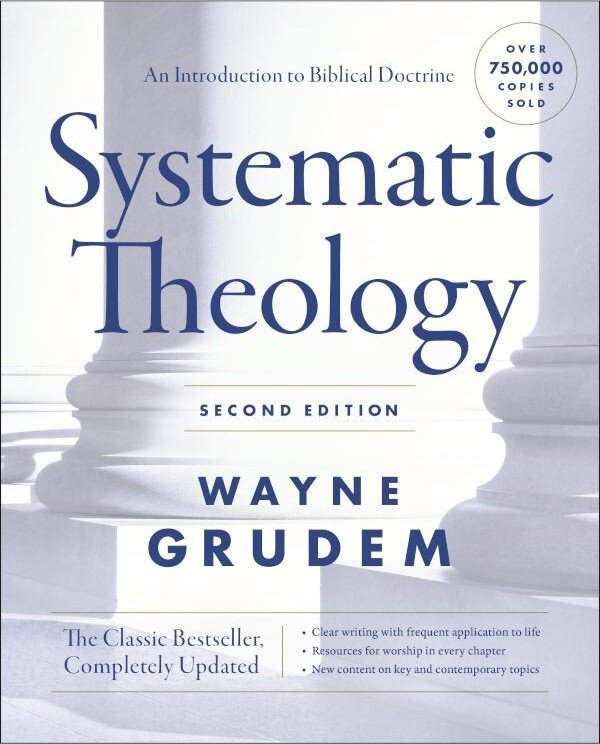 An Introduction to Biblical Doctrine
OVER
750,000
COPIES
SOLD
Systematic
Theology
SECOND EDITION
WAYNE
GRUDEM
The Classic Bestseller,
Completely Updated
• Clear writing with frequent application to life
• Resources for worship in every chapter
• New content on key and contemporary topics